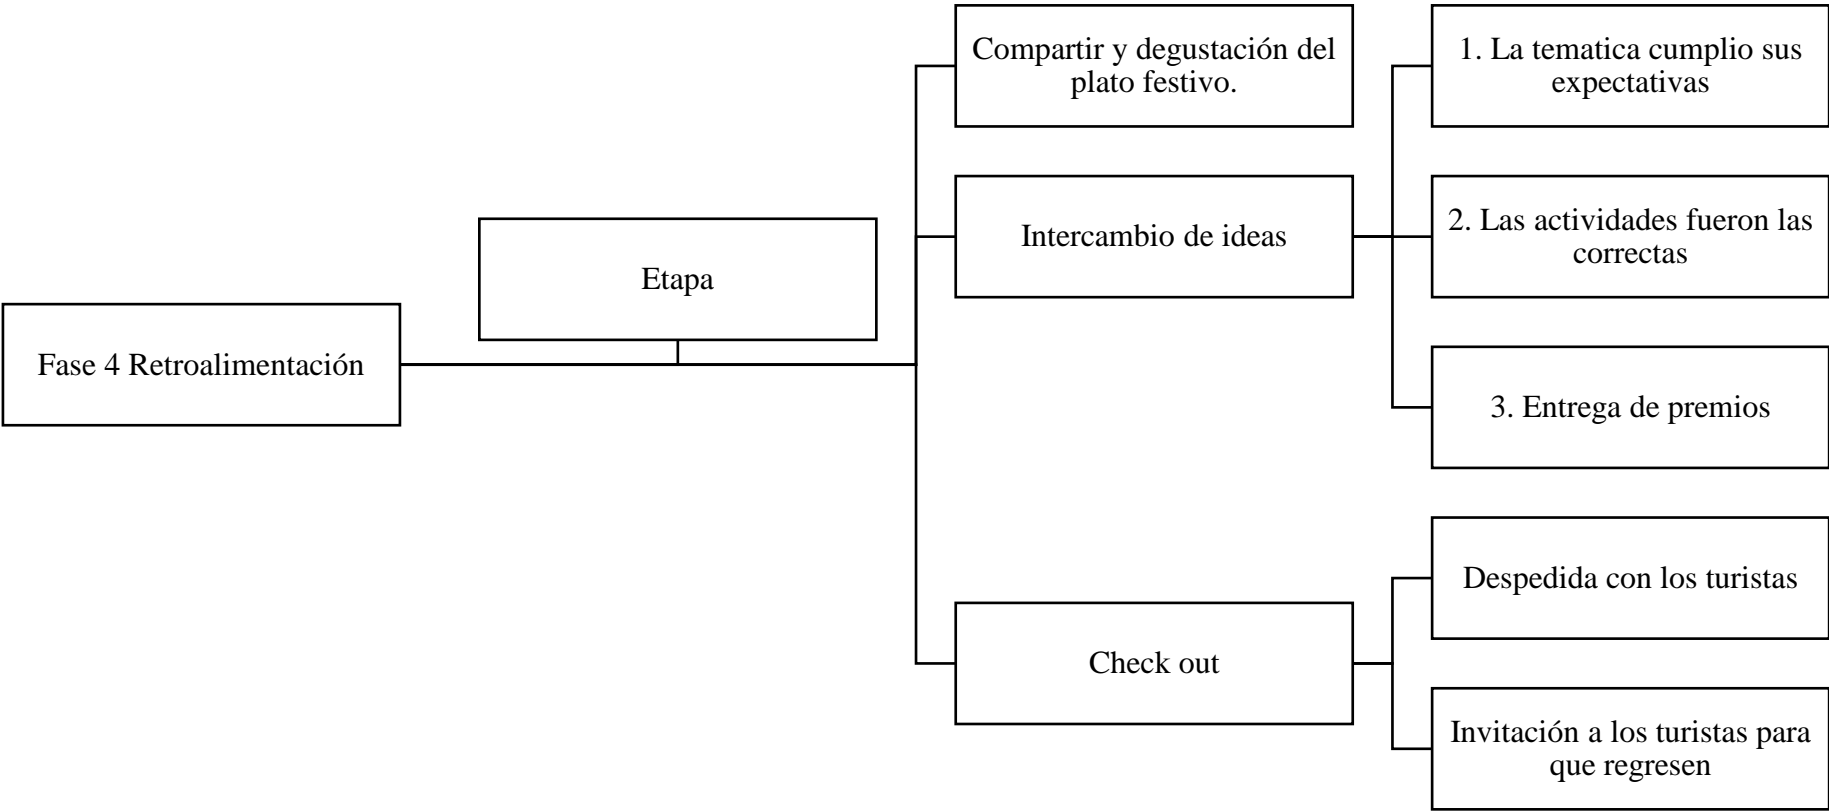 Fase 4 Retroalimentación
Etapa
Compartir y degustación del
plato festivo.
Intercambio de ideas
1. La tematica cumplio sus
expectativas
2. Las actividades fueron las
correctas
3. Entrega de premios
Check out
Despedida con los turistas
Invitación a los turistas para
que regresen